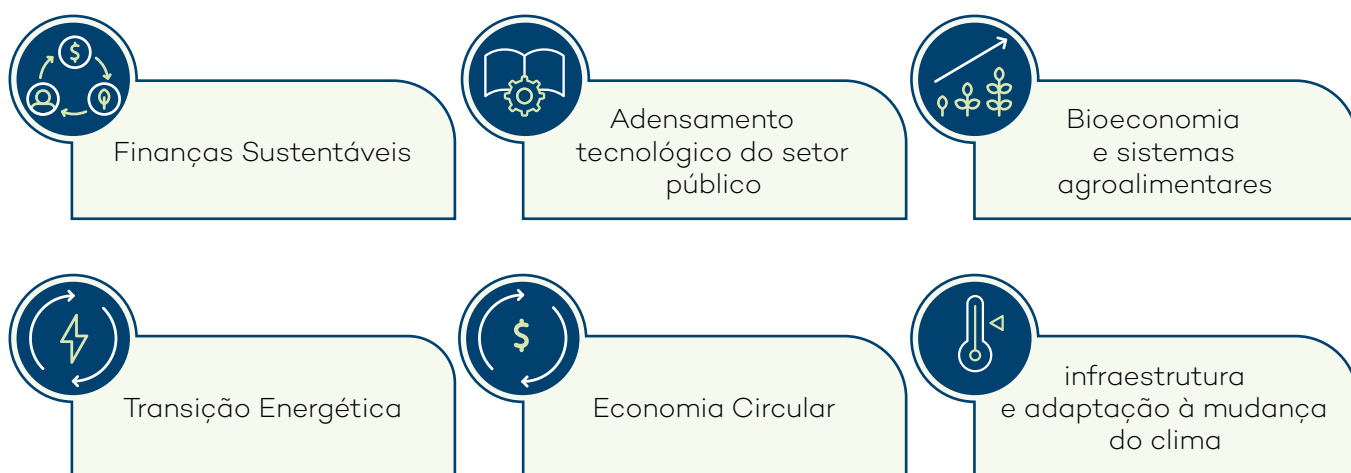 Finanças Sustentáveis
Adensamento
tecnológico do setor
público
Bioeconomia
e sistemas
agroalimentares
Transição Energética
Economia Circular
infraestrutura
e adaptação à mudança
do clima